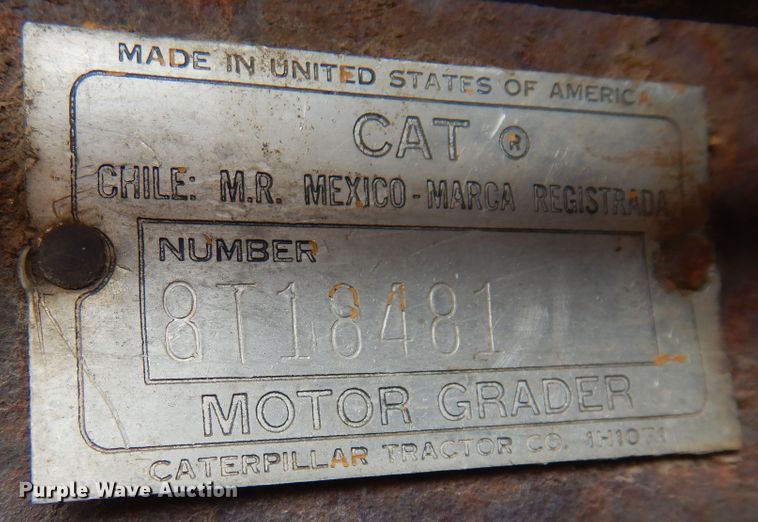 MADE IN UNITED STATES OF AMERICA
CAT ®
CHILE: M.R. MEXICO - MARCA REGISTRADA
NUMBER
8T18481
MOTOR GRADER
CATERPILLAR TRACTOR CO. 1H1071
Purple Wave Auction